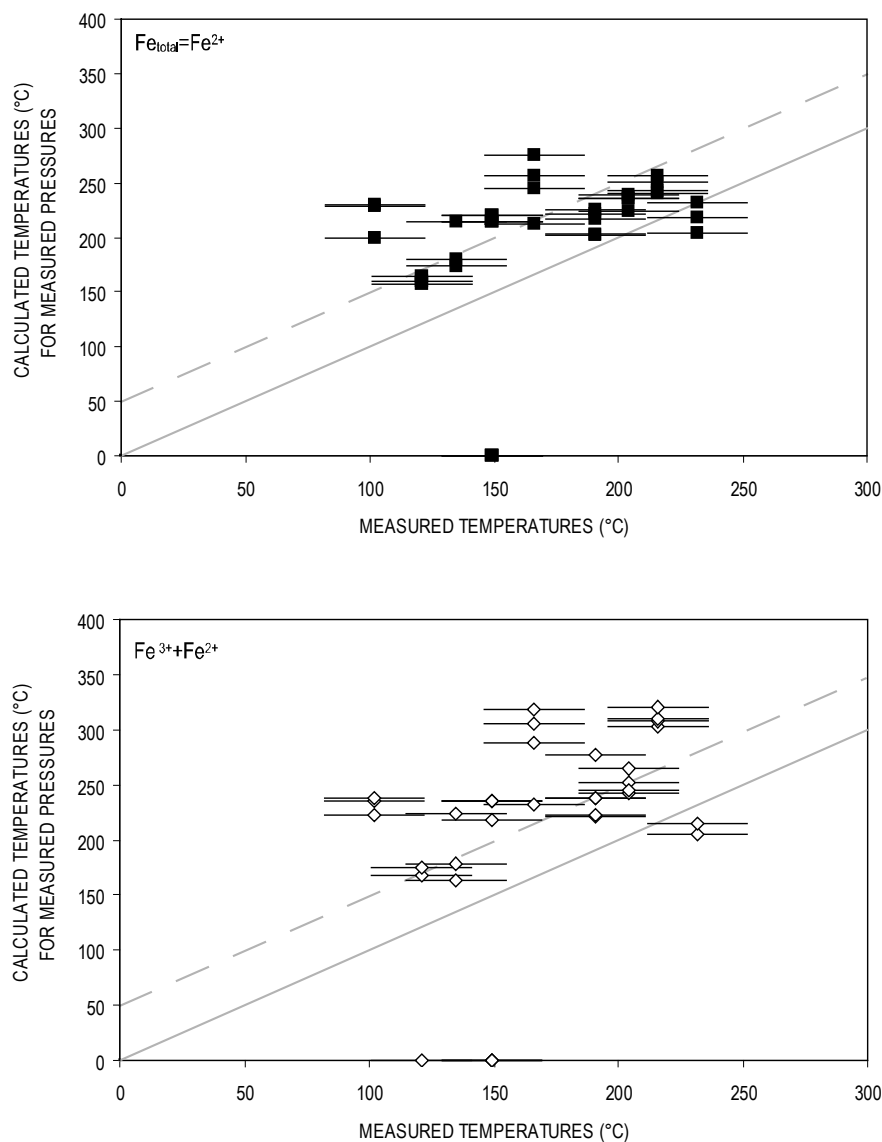 400
Fetotal=Fe2+
350
300
250
200
150
100
50
0
CALCULATED TEMPERATURES (°C)
FOR MEASURED PRESSURES
0 50 100 150 200 250 300
MEASURED TEMPERATURES (°C)
400
Fe 3++Fe2+
350
300
250
200
150
100
50
0
CALCULATED TEMPERATURES (°C)
FOR MEASURED PRESSURES
0 50 100 150 200 250 300
MEASURED TEMPERATURES (°C)